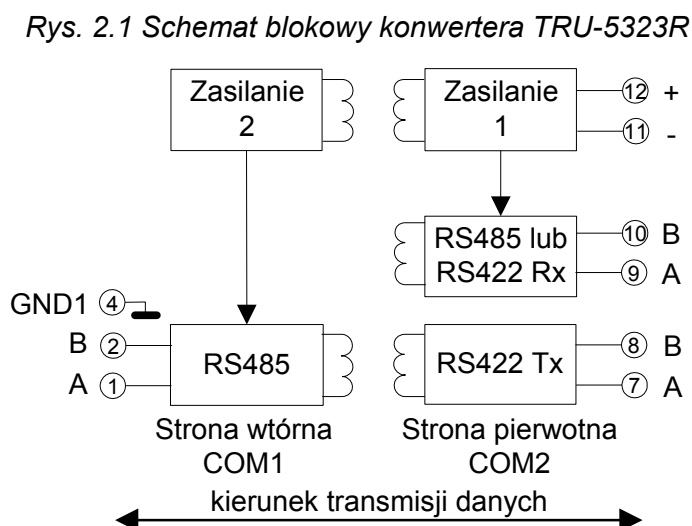 Rys. 2.1 Schemat blokowy konwertera TRU-5323R
Zasilanie
2
Zasilanie
1
12 +
11 -
RS485 lub
RS422 Rx
10 B
9 A
GND1 4
B 2
A 1
RS485
RS422 Tx
8 B
7 A
Strona wtórna
COM1
Strona pierwotna
COM2
kierunek transmisji danych